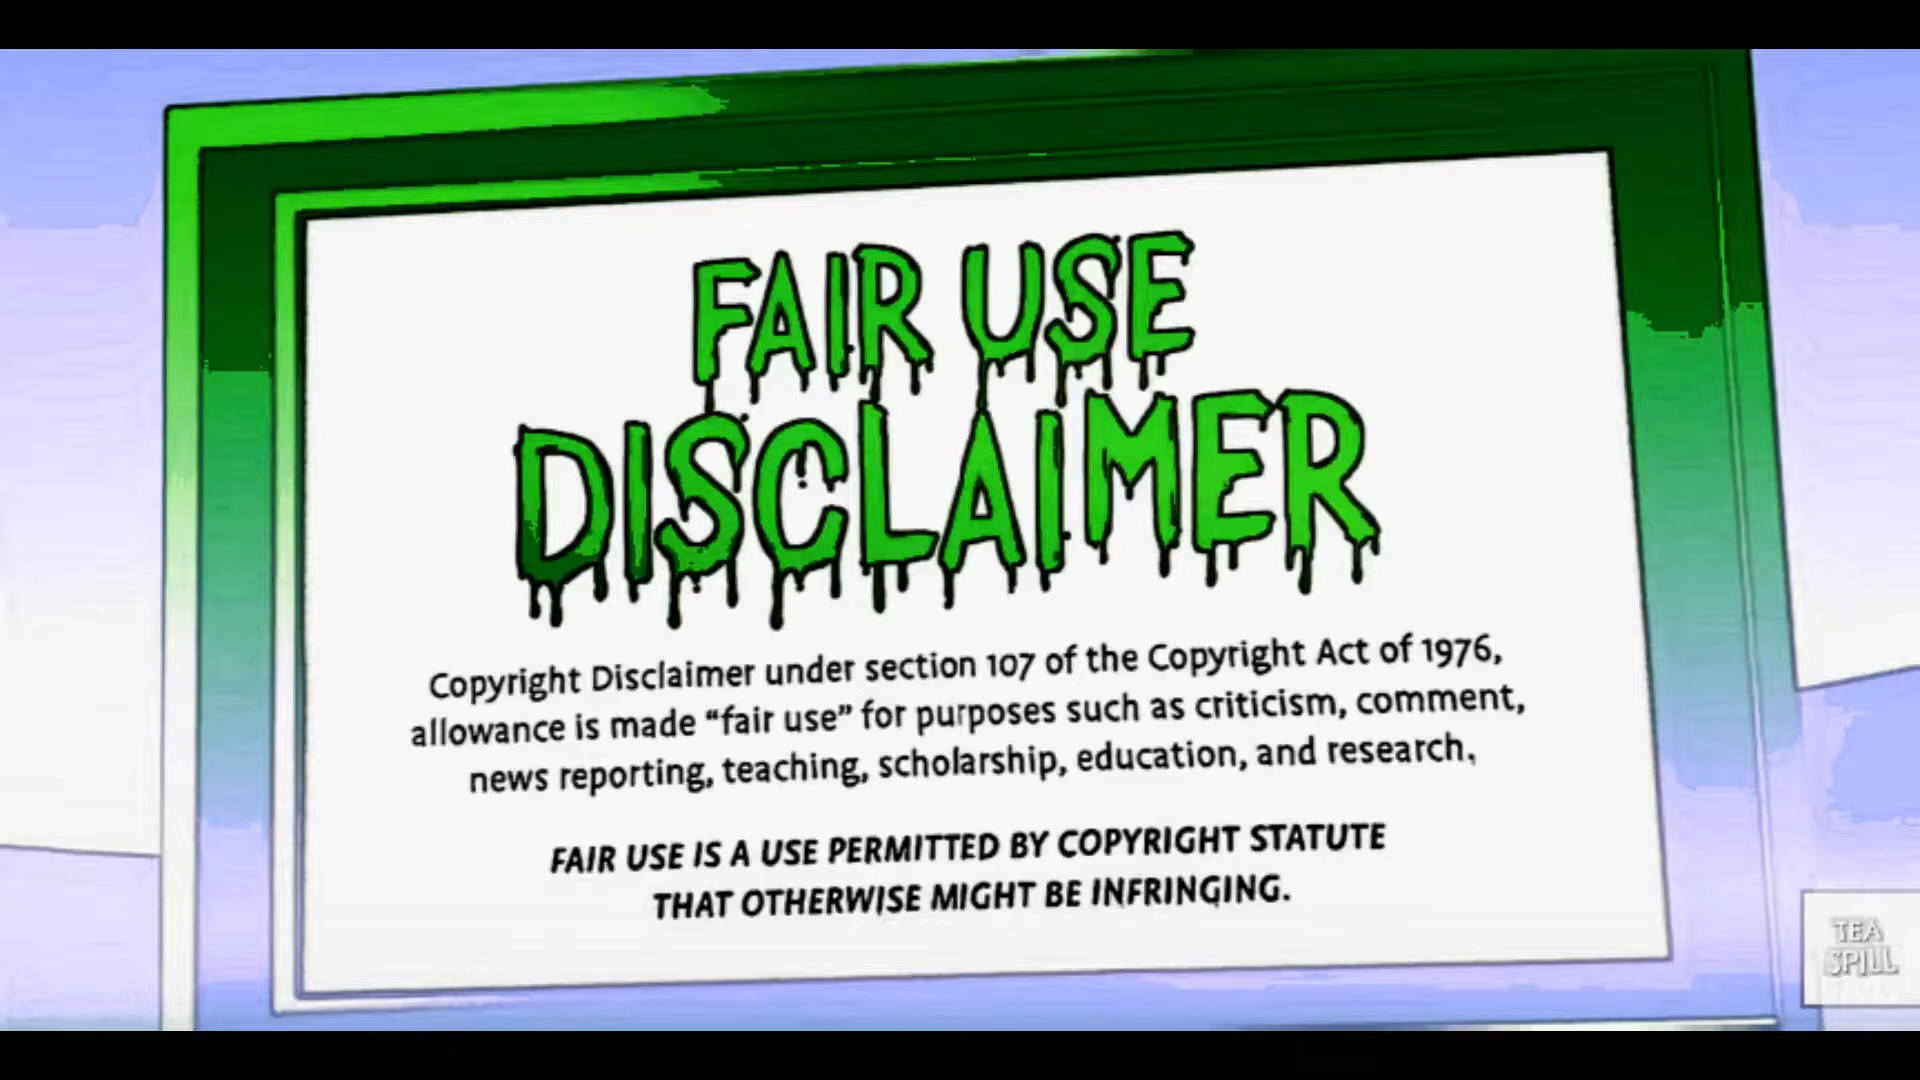 FAIR USE
DISCLAIMER
Copyright Disclaimer under section 107 of the Copyright Act of 1976,
allowance is made “fair use” for purposes such as criticism, comment,
news reporting, teaching, scholarship, education, and research.
FAIR USE IS A USE PERMITTED BY COPYRIGHT STATUTE
THAT OTHERWISE MIGHT BE INFRINGING.
TEA
SPILL